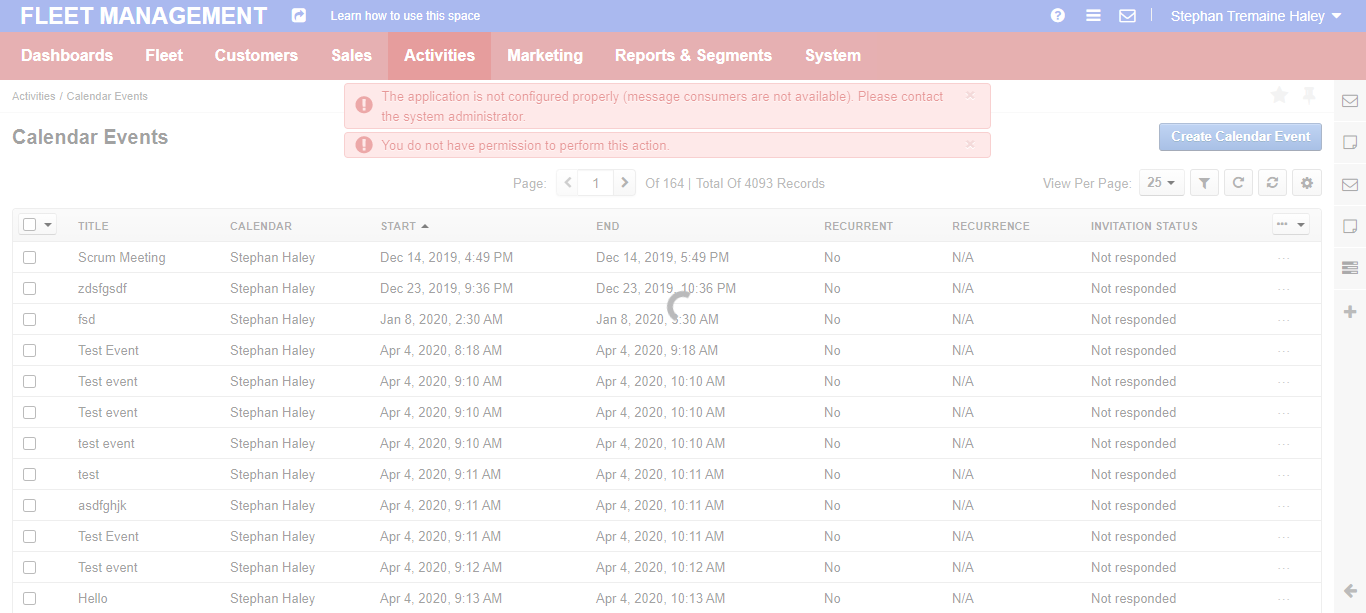 FLEET MANAGEMENT Learn how to use this space Stephan Tremaine Haley
Dashboards Fleet Customers Sales Activities Marketing Reports & Segments System
Activities / Calendar Events
The application is not configured properly (message consumers are not available). Please contact
the system administrator.
You do not have permission to perform this action.
Calendar Events
Create Calendar Event
Page: 1 Of 164 | Total Of 4093 Records View Per Page: 25
TITLE CALENDAR START END RECURRENT RECURRENCE INVITATION STATUS
Scrum Meeting Stephan Haley Dec 14, 2019, 4:49 PM Dec 14, 2019, 5:49 PM No N/A Not responded
zdsfgsdf Stephan Haley Dec 23, 2019, 9:36 PM Dec 23, 2019, 10:36 PM No N/A Not responded
fsd Stephan Haley Jan 8, 2020, 2:30 AM Jan 8, 2020, 3:30 AM No N/A Not responded
Test Event Stephan Haley Apr 4, 2020, 8:18 AM Apr 4, 2020, 9:18 AM No N/A Not responded
Test event Stephan Haley Apr 4, 2020, 9:10 AM Apr 4, 2020, 10:10 AM No N/A Not responded
Test event Stephan Haley Apr 4, 2020, 9:10 AM Apr 4, 2020, 10:10 AM No N/A Not responded
test event Stephan Haley Apr 4, 2020, 9:10 AM Apr 4, 2020, 10:10 AM No N/A Not responded
test Stephan Haley Apr 4, 2020, 9:11 AM Apr 4, 2020, 10:11 AM No N/A Not responded
asdfghjk Stephan Haley Apr 4, 2020, 9:11 AM Apr 4, 2020, 10:11 AM No N/A Not responded
Test Event Stephan Haley Apr 4, 2020, 9:11 AM Apr 4, 2020, 10:11 AM No N/A Not responded
Test event Stephan Haley Apr 4, 2020, 9:12 AM Apr 4, 2020, 10:12 AM No N/A Not responded
Hello Stephan Haley Apr 4, 2020, 9:13 AM Apr 4, 2020, 10:13 AM No N/A Not responded